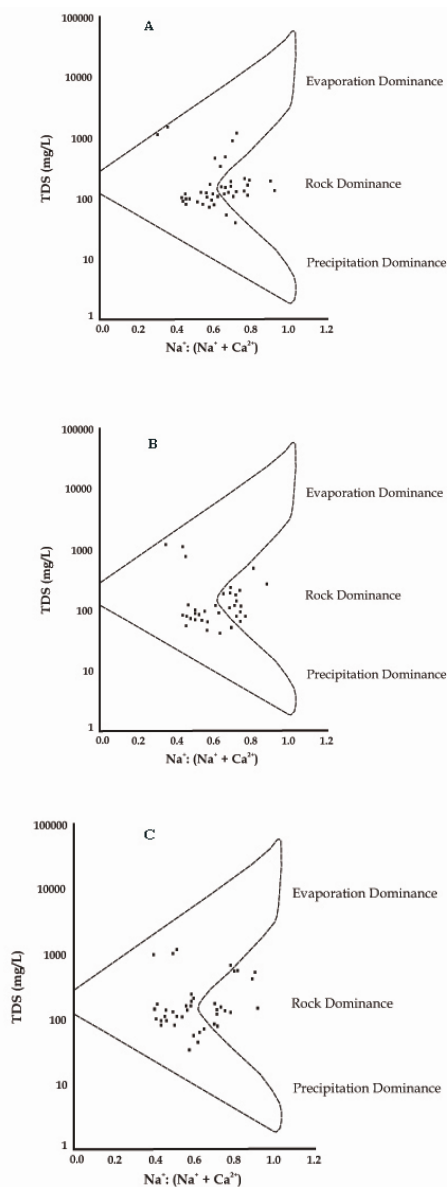 A
100000
10000
1000
100
10
1
TDS (mg/L)
Evaporation Dominance
Rock Dominance
Precipitation Dominance
0.0 0.2 0.4 0.6 0.8 1.0 1.2
Na⁺: (Na⁺ + Ca²⁺)
B
100000
10000
1000
100
10
1
TDS (mg/L)
Evaporation Dominance
Rock Dominance
Precipitation Dominance
0.0 0.2 0.4 0.6 0.8 1.0 1.2
Na⁺: (Na⁺ + Ca²⁺)
C
100000
10000
1000
100
10
1
TDS (mg/L)
Evaporation Dominance
Rock Dominance
Precipitation Dominance
0.0 0.2 0.4 0.6 0.8 1.0 1.2
Na⁺: (Na⁺ + Ca²⁺)